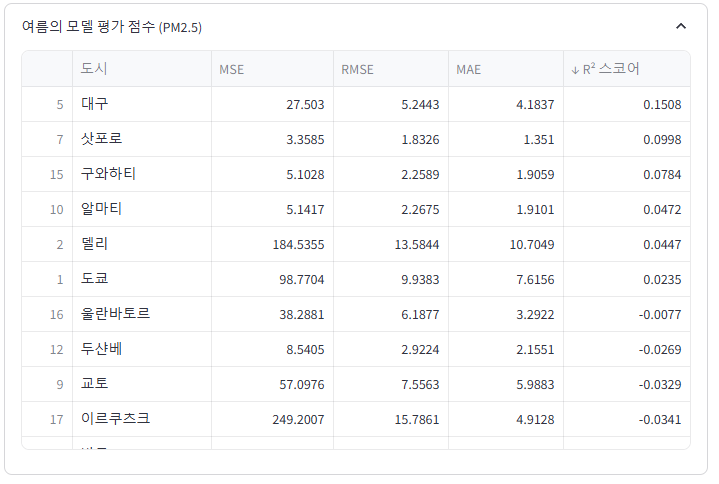 여름의 모델 평가 점수 (PM2.5)
도시 MSE RMSE MAE ↓ R² 스코어
5 대구 27.503 5.2443 4.1837 0.1508
7 삿포로 3.3585 1.8326 1.351 0.0998
15 구와하티 5.1028 2.2589 1.9059 0.0784
10 알마티 5.1417 2.2675 1.9101 0.0472
2 델리 184.5355 13.5844 10.7049 0.0447
1 도쿄 98.7704 9.9383 7.6156 0.0235
16 울란바토르 38.2881 6.1877 3.2922 -0.0077
12 두샨베 8.5405 2.9224 2.1551 -0.0269
9 교토 57.0976 7.5563 5.9883 -0.0329
17 이르쿠츠크 249.2007 15.7861 4.9128 -0.0341